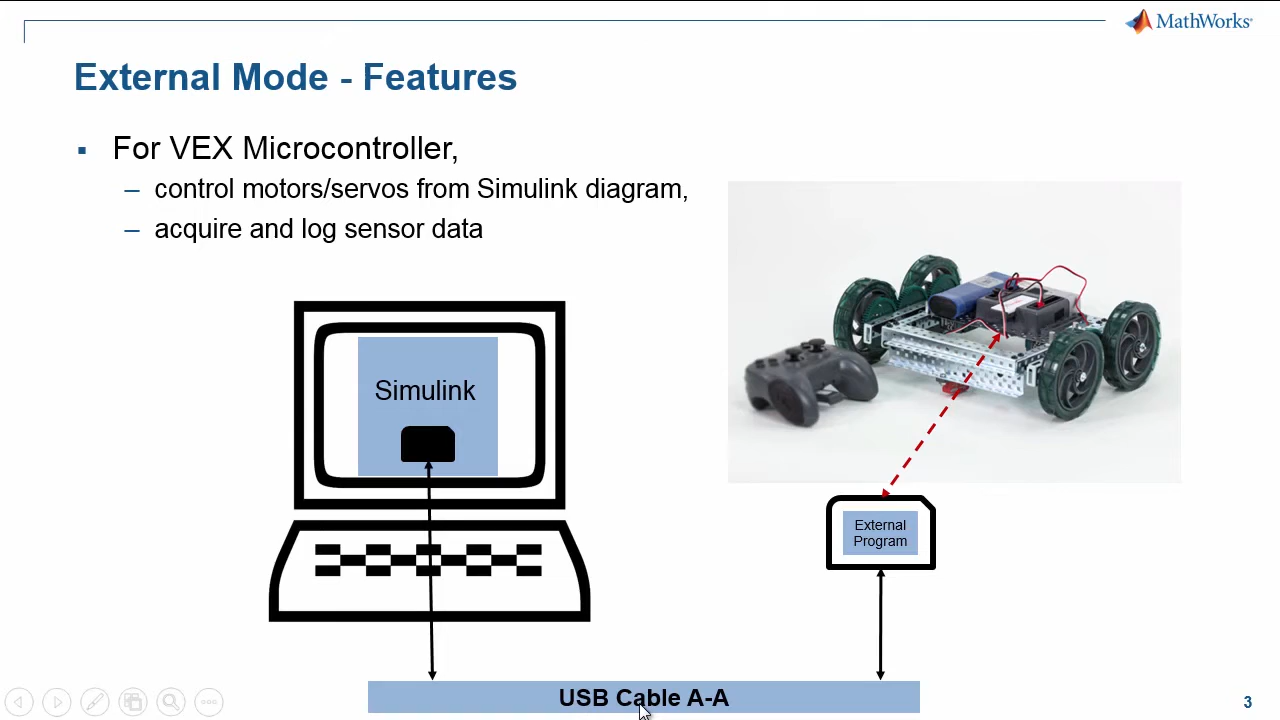 MathWorks
External Mode - Features
For VEX Microcontroller,
– control motors/servos from Simulink diagram,
– acquire and log sensor data
Simulink
External
Program
USB Cable A-A
3